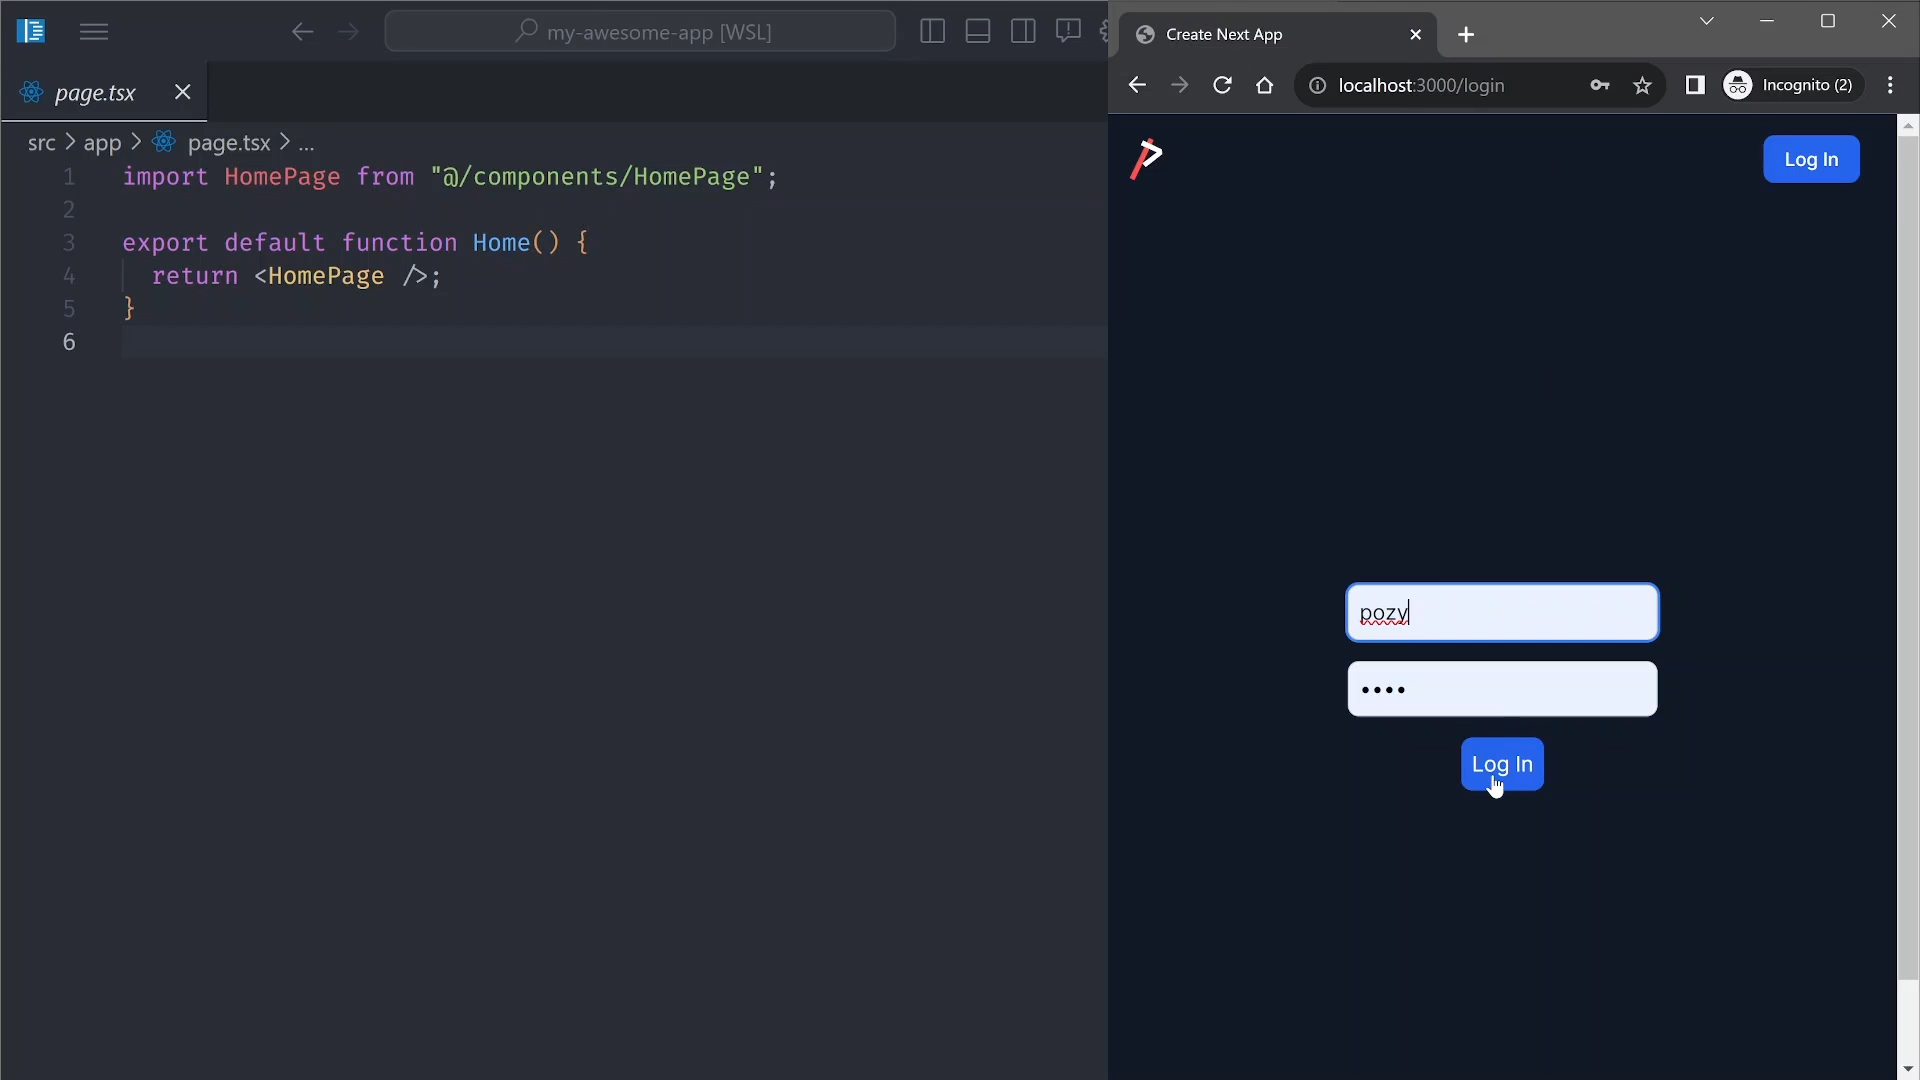 my-awesome-app [WSL]
page.tsx
src > app > page.tsx > ...
1 import HomePage from "@/components/HomePage";
2
3 export default function Home() {
4 return <HomePage />;
5 }
6
Create Next App
localhost:3000/login
Incognito (2)
Log In
pozy
••••
Log In